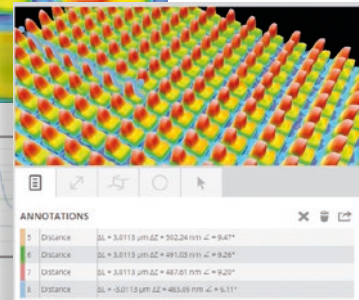 ANNOTATIONS
5 Distance ΔL = 3.0113 µm ΔZ = 502.24 nm ∠ = 9.47°
6 Distance ΔL = 3.0113 µm ΔZ = 491.03 nm ∠ = 9.26°
7 Distance ΔL = 3.0113 µm ΔZ = 487.61 nm ∠ = 9.20°
8 Distance ΔL = -3.0113 µm ΔZ = 483.05 nm ∠ = 9.11°